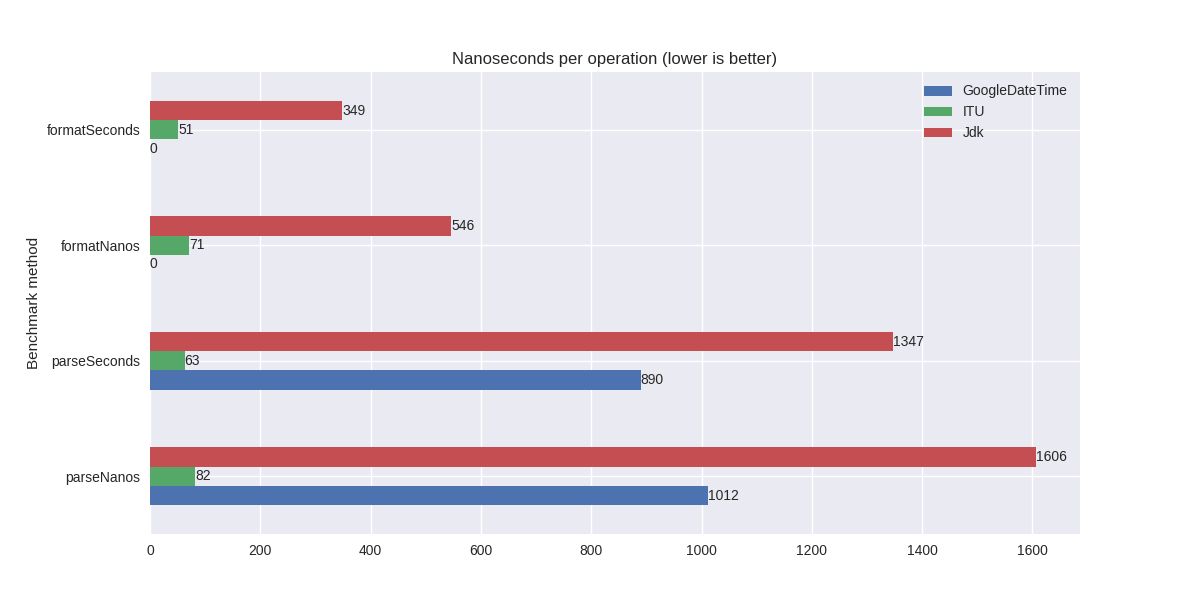 Nanoseconds per operation (lower is better)
GoogleDateTime
ITU
Jdk
Benchmark method
formatSeconds
349
51
0
formatNanos
546
71
0
parseSeconds
1347
63
890
parseNanos
1606
82
1012
0 200 400 600 800 1000 1200 1400 1600